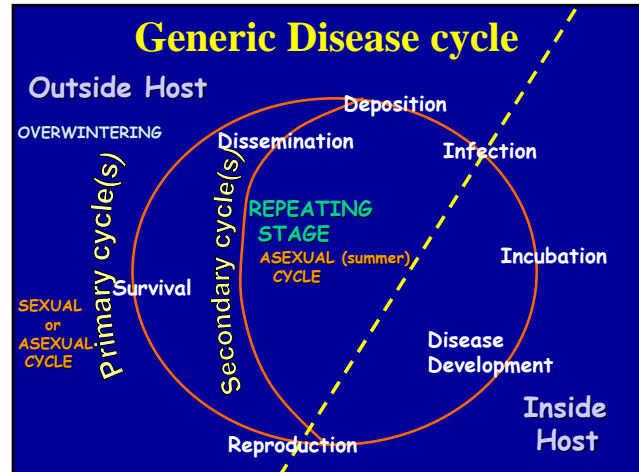 Generic Disease cycle
Outside Host
Deposition
OVERWINTERING
Dissemination
Infection
Primary cycle(s)
Secondary cycle(s)
REPEATING
STAGE
ASEXUAL (summer)
CYCLE
Incubation
Survival
SEXUAL
or
ASEXUAL
CYCLE
Disease
Development
Inside
Host
Reproduction